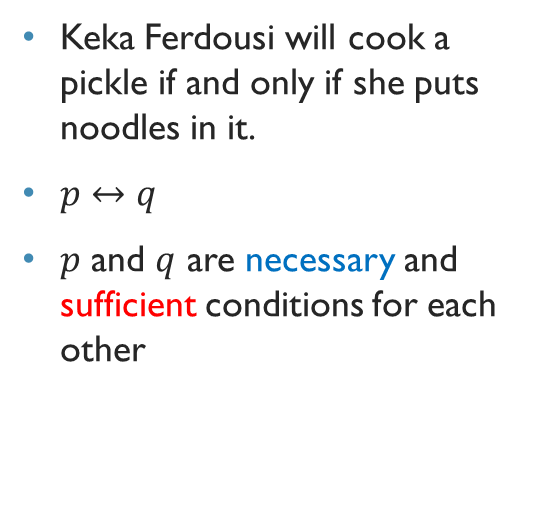 • Keka Ferdousi will cook a
pickle if and only if she puts
noodles in it.
• p ↔ q
• p and q are necessary and
sufficient conditions for each
other